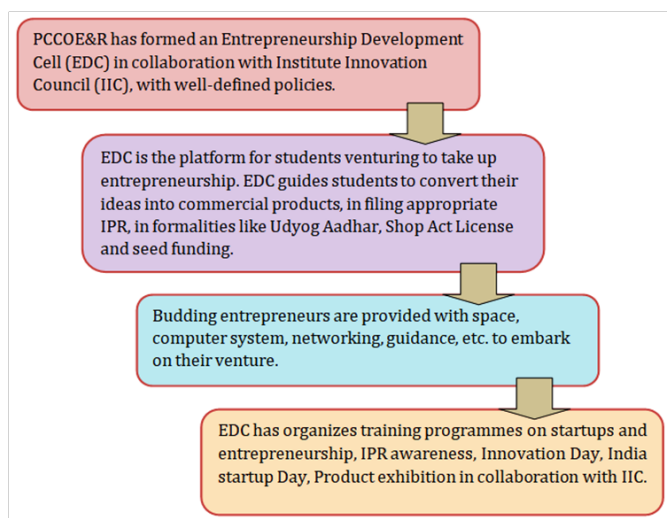 PCCOE&R has formed an Entrepreneurship Development
Cell (EDC) in collaboration with Institute Innovation
Council (IIC), with well-defined policies.
EDC is the platform for students venturing to take up
entrepreneurship. EDC guides students to convert their
ideas into commercial products, in filing appropriate
IPR, in formalities like Udyog Aadhar, Shop Act License
and seed funding.
Budding entrepreneurs are provided with space,
computer system, networking, guidance, etc. to embark
on their venture.
EDC has organizes training programmes on startups and
entrepreneurship, IPR awareness, Innovation Day, India
startup Day, Product exhibition in collaboration with IIC.